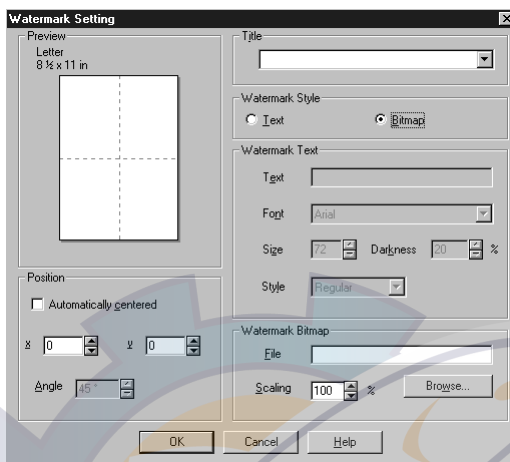 Watermark Setting
Preview
Letter
8 ½ x 11 in
Position
Automatically centered
x 0 y 0
Angle 45 °
Title
Watermark Style
Text Bitmap
Watermark Text
Text
Font Arial
Size 72 Darkness 20 %
Style Regular
Watermark Bitmap
File
Scaling 100 % Browse...
OK Cancel Help